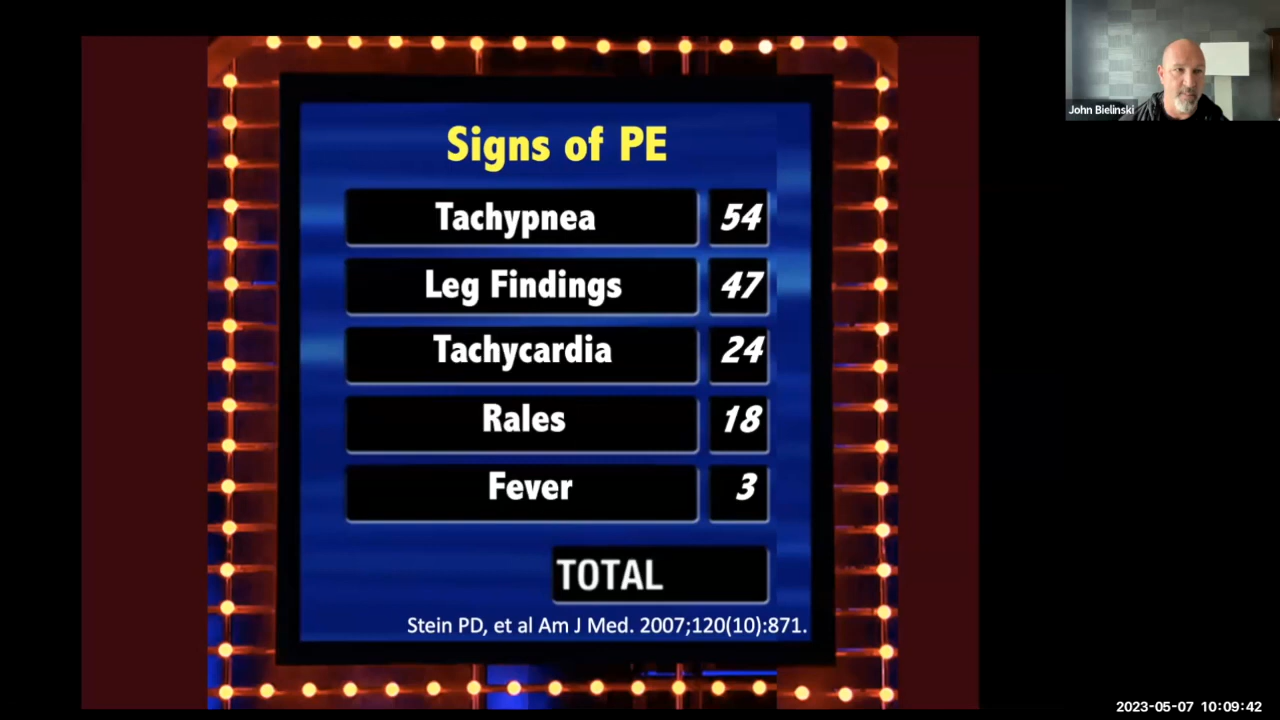 Signs of PE
Tachypnea 54
Leg Findings 47
Tachycardia 24
Rales 18
Fever 3
TOTAL
Stein PD, et al Am J Med. 2007;120(10):871.
John Bielinski
2023-05-07 10:09:42